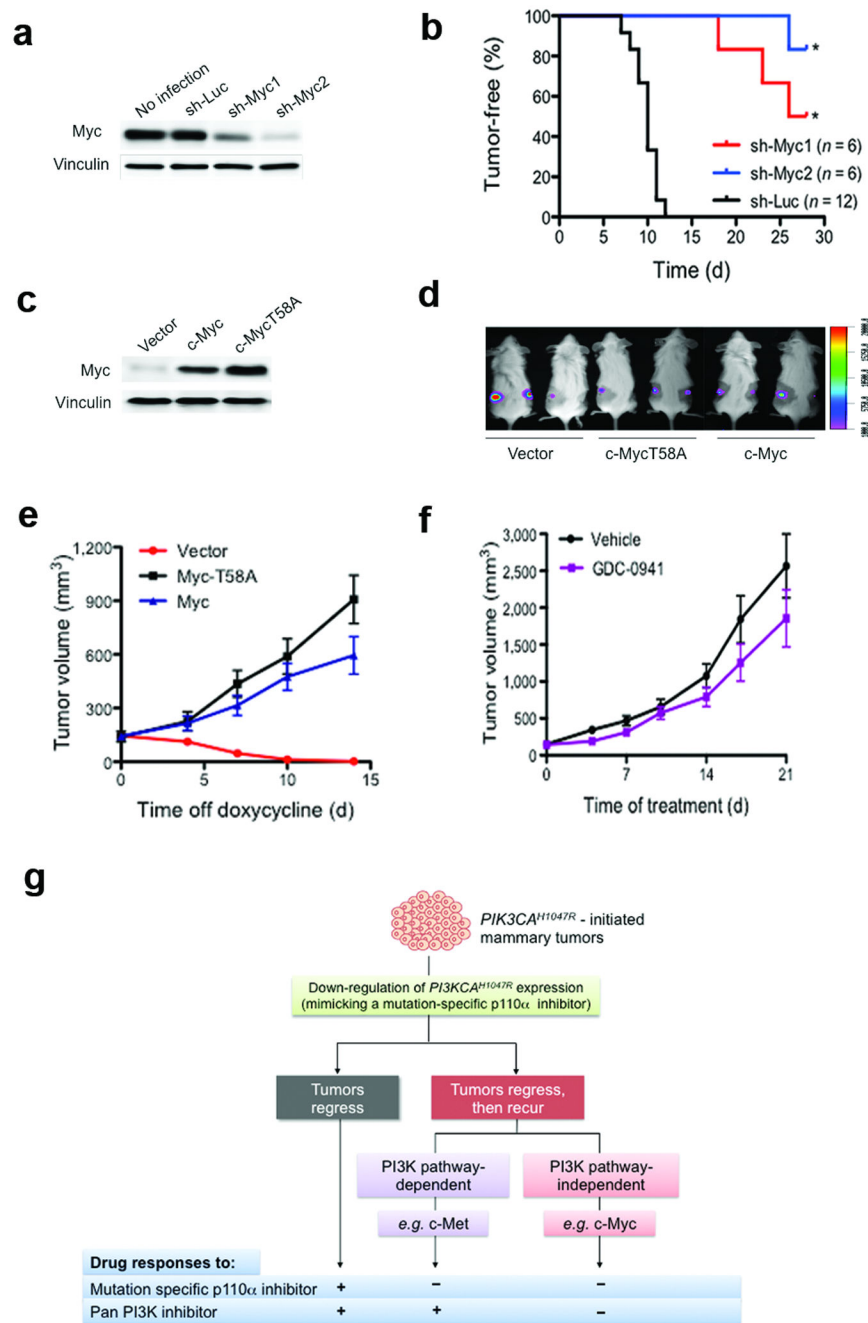 a
No infection
sh-Luc
sh-Myc1
sh-Myc2
Myc
Vinculin
b
Tumor-free (%)
100
80
60
40
20
0
0
5
10
15
20
25
30
Time (d)
sh-Myc1 (n = 6)
sh-Myc2 (n = 6)
sh-Luc (n = 12)
*
*
c
Vector
c-Myc
c-MycT58A
Myc
Vinculin
d
Vector
c-MycT58A
c-Myc
e
Tumor volume (mm³)
1,200
900
600
300
0
0
5
10
15
Time off doxycycline (d)
Vector
Myc-T58A
Myc
f
Tumor volume (mm³)
3,000
2,500
2,000
1,500
1,000
500
0
0
7
14
21
Time of treatment (d)
Vehicle
GDC-0941
g
PIK3CAH1047R - initiated
mammary tumors
Down-regulation of PI3KCAH1047R expression
(mimicking a mutation-specific p110α inhibitor)
Tumors
regress
Tumors regress,
then recur
PI3K pathway-
dependent
PI3K pathway-
independent
e.g. c-Met
e.g. c-Myc
Drug responses to:
Mutation specific p110α inhibitor + – –
Pan PI3K inhibitor + + –